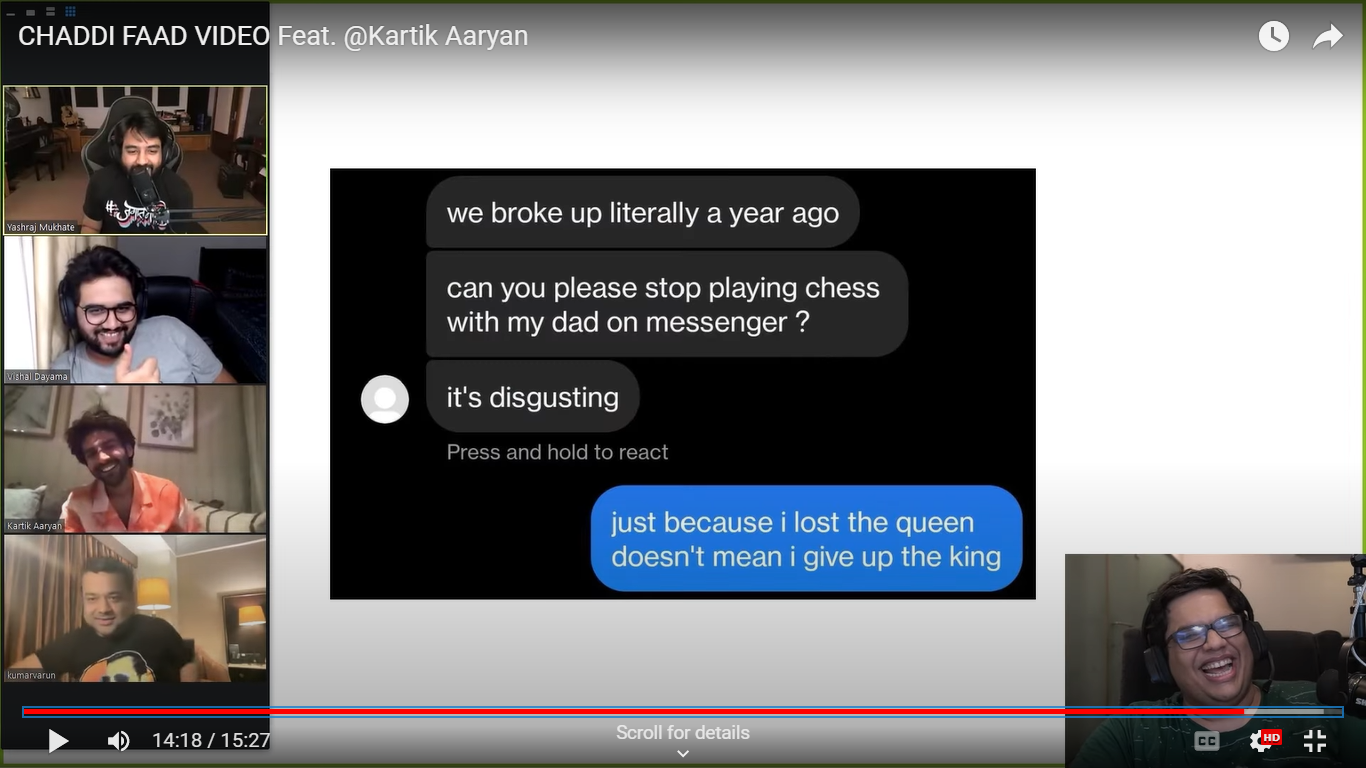 CHADDI FAAD VIDEO Feat. @Kartik Aaryan
Yashraj Mukhate
Vishal Dayama
Kartik Aaryan
kumarvarun
we broke up literally a year ago
can you please stop playing chess
with my dad on messenger ?
it's disgusting
Press and hold to react
just because i lost the queen
doesn't mean i give up the king
14:18 / 15:27
Scroll for details
CC
HD